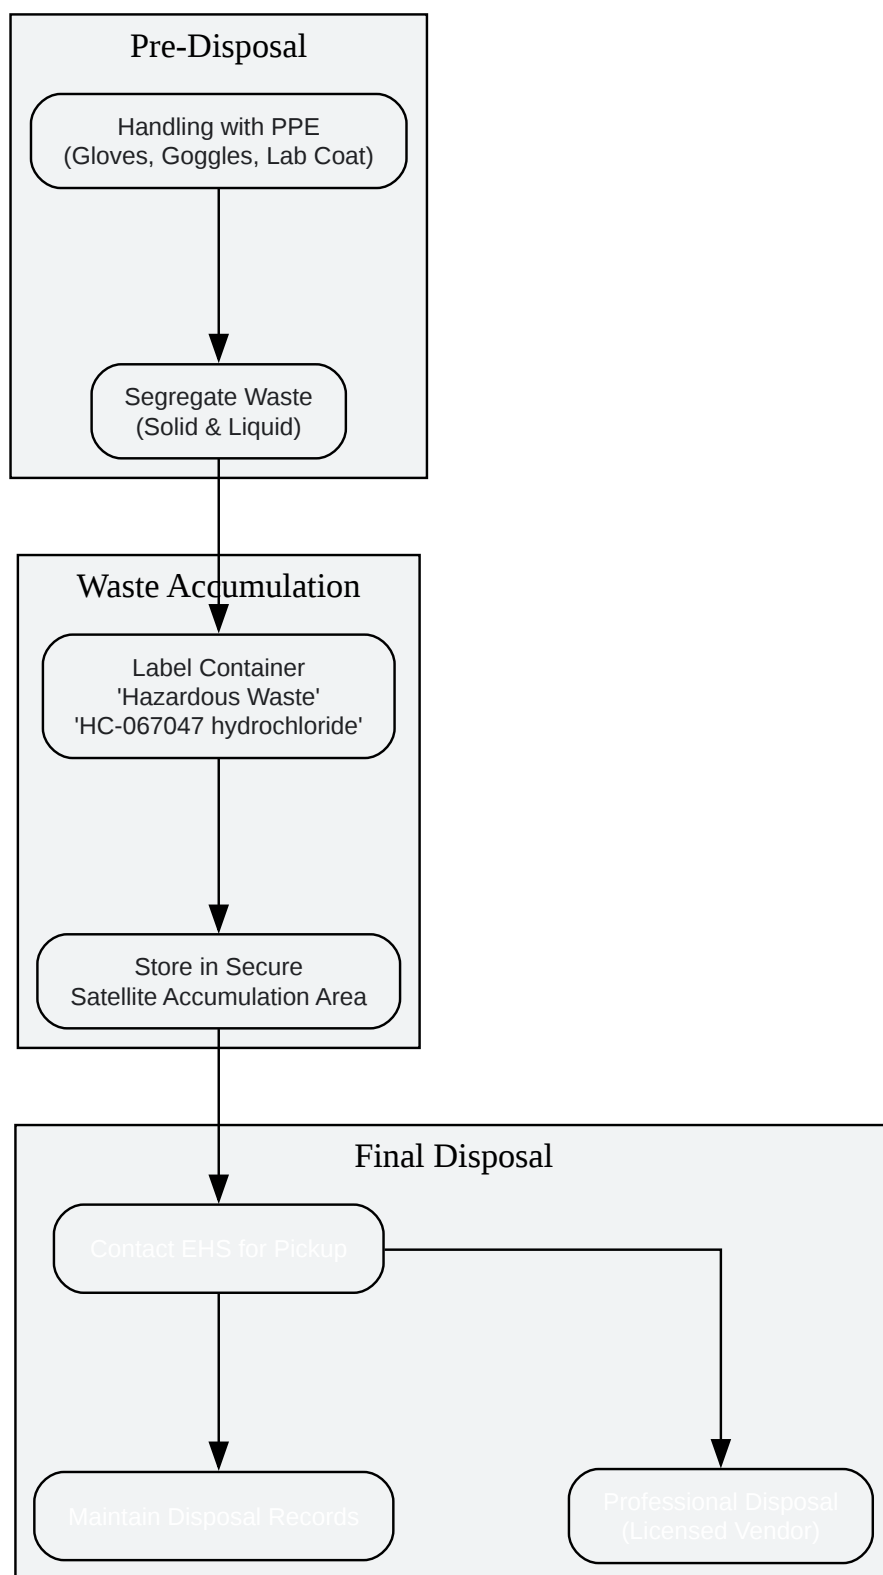 Pre-Disposal
Handling with PPE
(Gloves, Goggles, Lab Coat)
Segregate Waste
(Solid & Liquid)
Waste Accumulation
Label Container
'Hazardous Waste'
'HC-067047 hydrochloride'
Store in Secure
Satellite Accumulation Area
Final Disposal
Contact EHS for Pickup
Maintain Disposal Records
Professional Disposal
(Licensed Vendor)